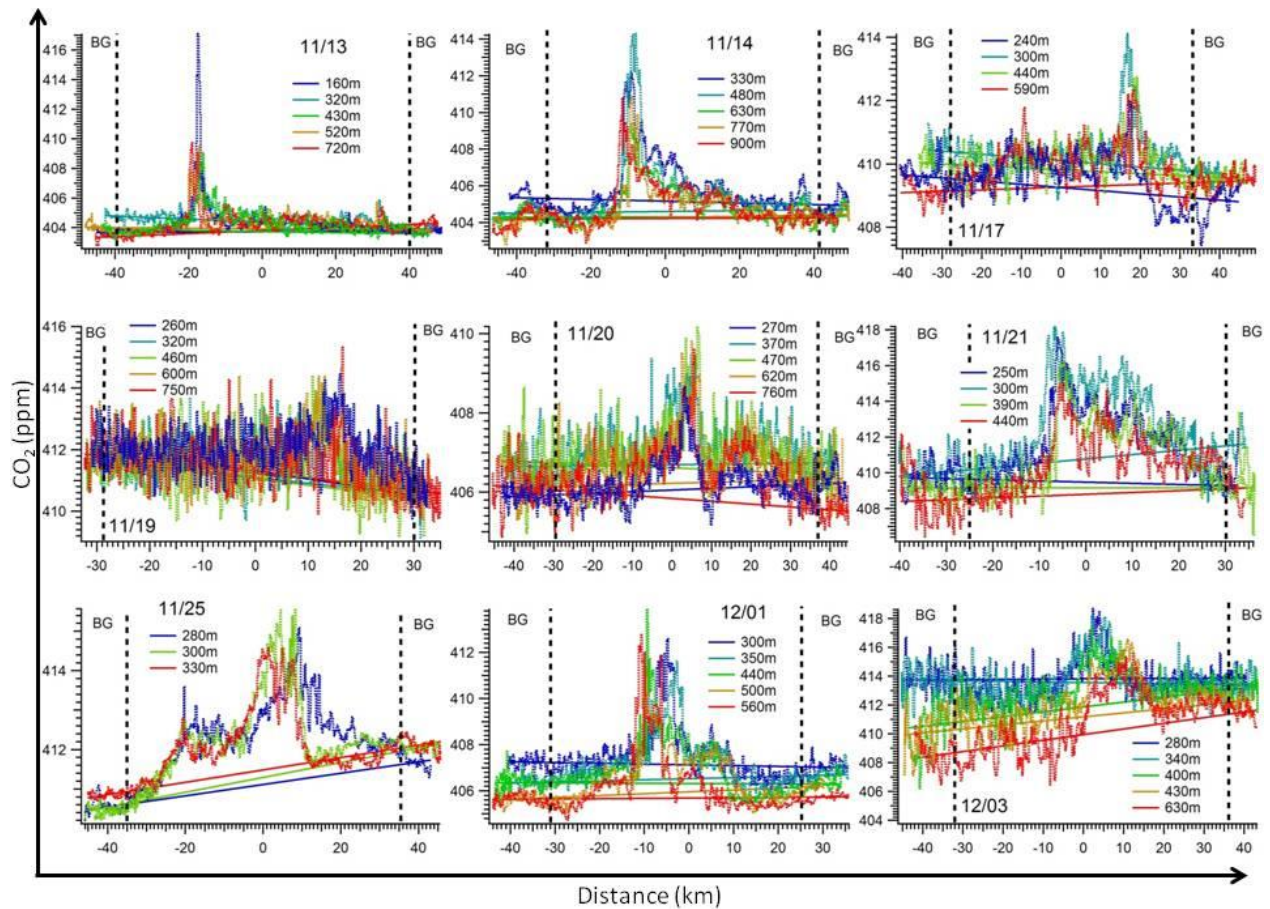 CO2 (ppm)
BG 11/13 BG
160m
320m
430m
520m
720m
416
414
412
410
408
406
404
-40 -20 0 20 40
BG 11/14 BG
330m
480m
630m
770m
900m
414
412
410
408
406
404
-40 -20 0 20 40
BG BG
240m
300m
440m
590m
11/17
414
412
410
408
-40 -30 -20 -10 0 10 20 30 40
BG BG
260m
320m
460m
600m
750m
11/19
416
414
412
410
-30 -20 -10 0 10 20 30
BG 11/20 BG
270m
370m
470m
620m
760m
410
408
406
-40 -30 -20 -10 0 10 20 30 40
BG 11/21 BG
250m
300m
390m
440m
418
416
414
412
410
408
-40 -30 -20 -10 0 10 20 30
BG 11/25 BG
280m
300m
330m
414
412
-40 -20 0 20 40
BG 12/01 BG
300m
350m
440m
500m
560m
412
410
408
406
-40 -30 -20 -10 0 10 20 30
BG BG
280m
340m
400m
430m
630m
12/03
418
416
414
412
410
408
406
404
-40 -30 -20 -10 0 10 20 30 40
Distance (km)